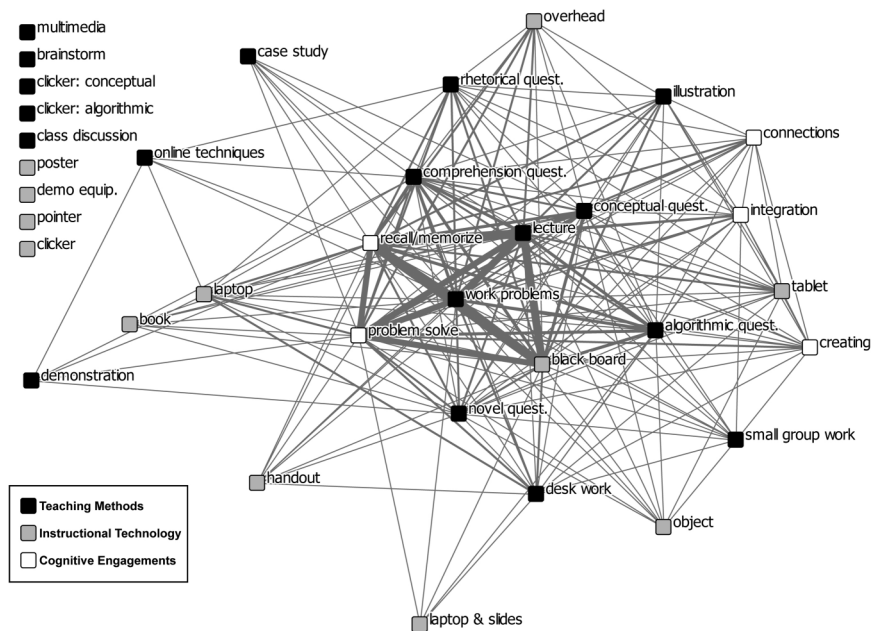 overhead
multimedia
case study
brainstorm
clicker: conceptual
rhetorical quest.
illustration
clicker: algorithmic
class discussion
connections
online techniques
poster
comprehension quest.
demo equip.
conceptual quest.
integration
pointer
lecture
recall/memorize
clicker
laptop
work problems
tablet
book
problem solve
algorithmic quest.
creating
black board
demonstration
novel quest.
small group work
handout
desk work
Teaching Methods
object
Instructional Technology
Cognitive Engagements
laptop & slides